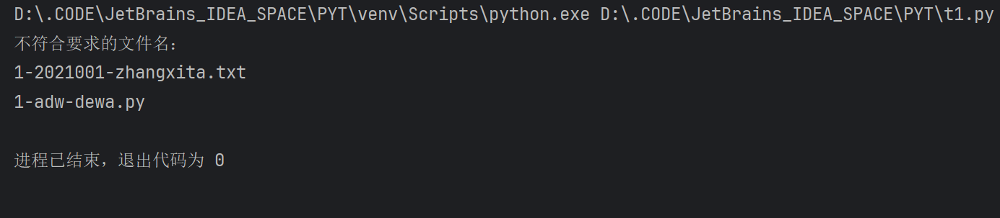 D:\.CODE\JetBrains_IDEA_SPACE\PYT\venv\Scripts\python.exe D:\.CODE\JetBrains_IDEA_SPACE\PYT\t1.py
不符合要求的文件名：
1-2021001-zhangxita.txt
1-adw-dewa.py
进程已结束，退出代码为 0